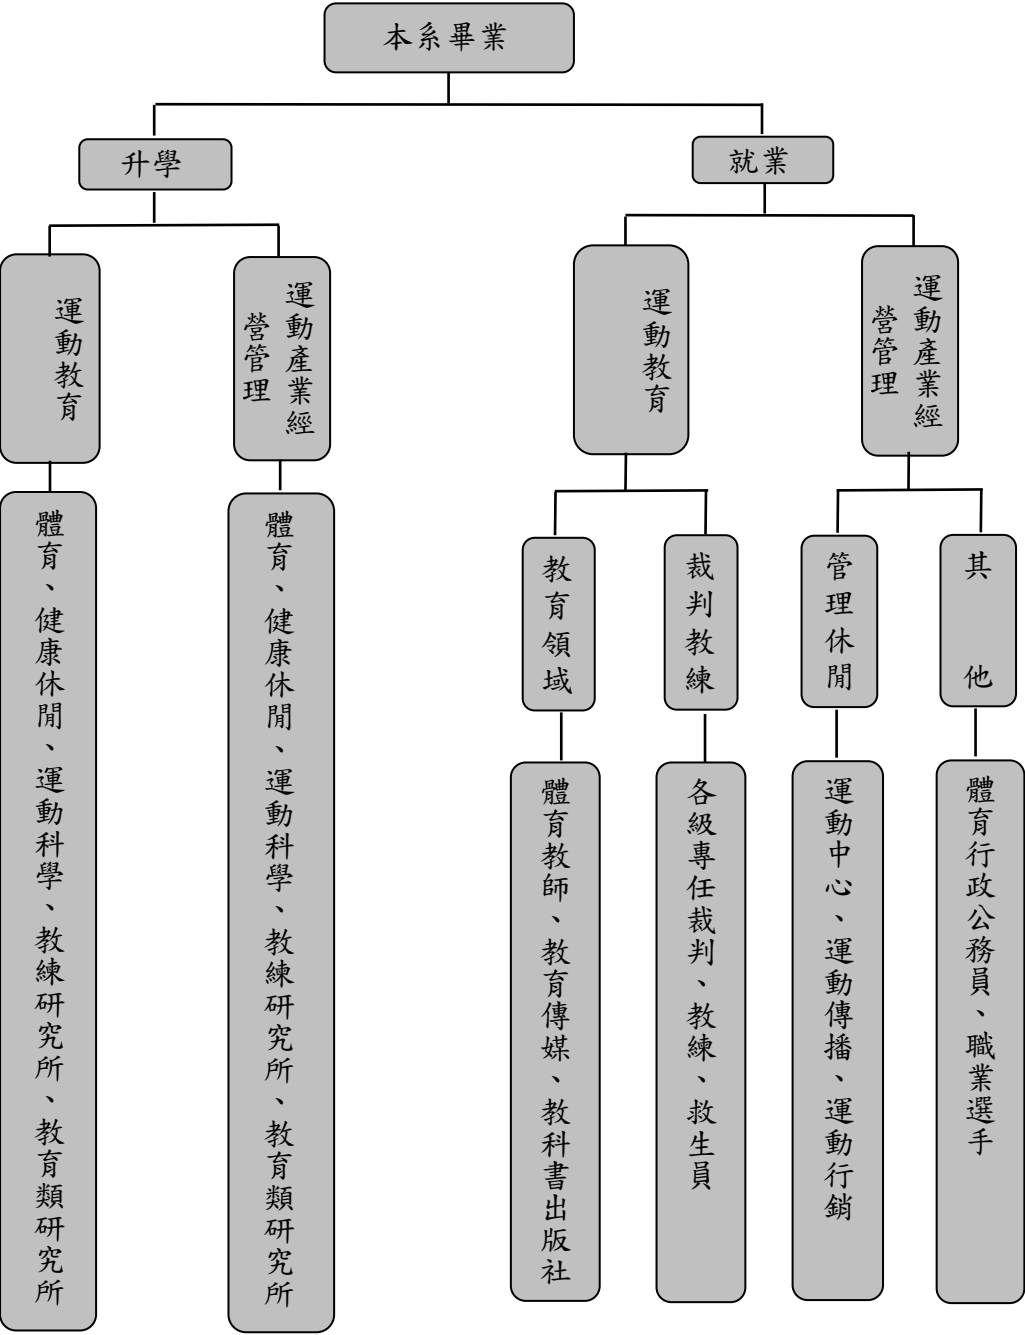 本系畢業
升學
就業
運動教育
運動產業經
營管理
運動教育
運動產業經
營管理
體育、健康休閒、運動科學、教練研究所、教育類研究所
體育、健康休閒、運動科學、教練研究所、教育類研究所
教育領域
裁判教練
管理休閒
其他
體育教師、教育傳媒、教科書出版社
各級專任裁判、教練、救生員
運動中心、運動傳播、運動行銷
體育行政公務員、職業選手